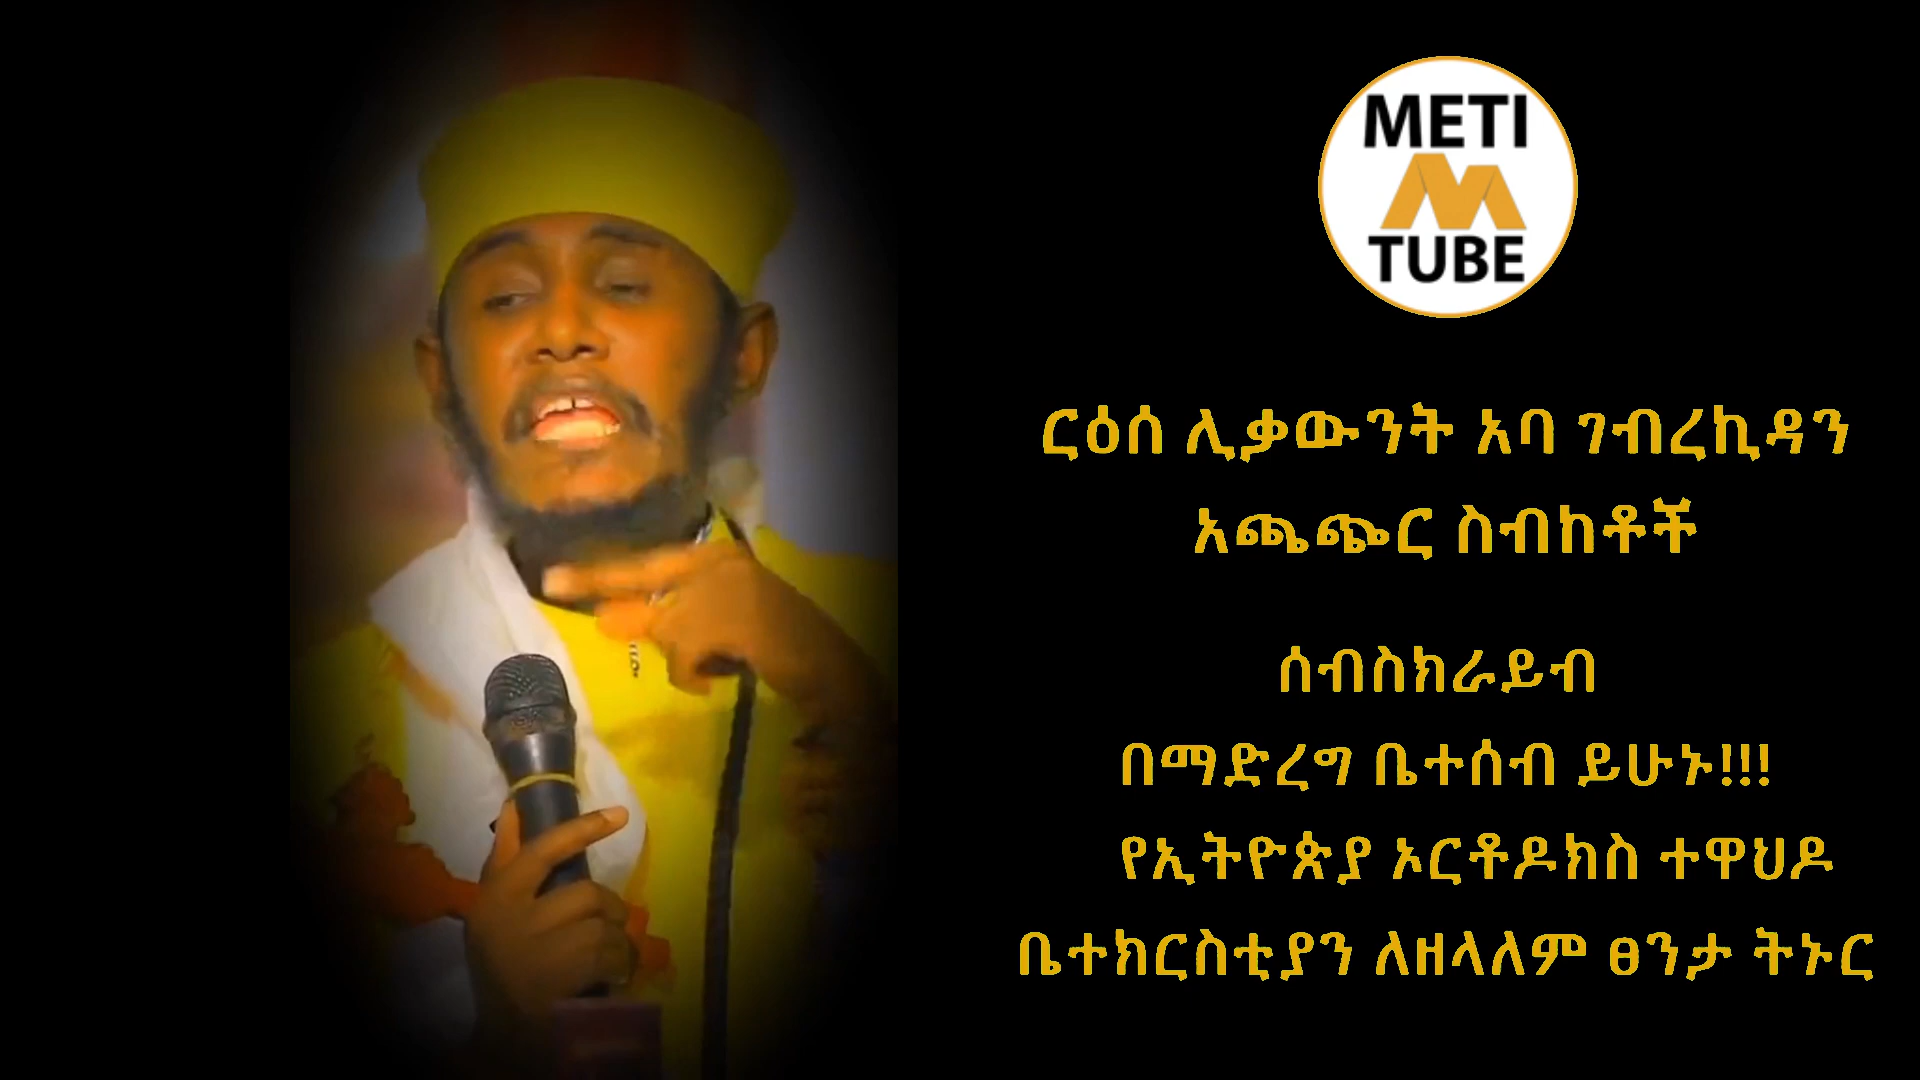 METI
TUBE
ርዕሰ ሊቃውንት አባ ገብረኪዳን
አጫጭር ስብከቶች
ሰብስክራይብ
በማድረግ ቤተሰብ ይሁኑ!!!
የኢትዮጵያ ኦርቶዶክስ ተዋህዶ
ቤተክርስቲያን ለዘላለም ፀንታ ትኑር